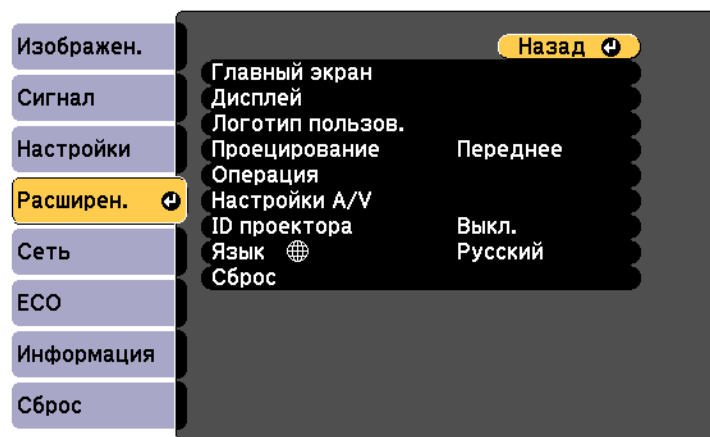 Изображен.
Сигнал
Настройки
Расширен.
Сеть
ECO
Информация
Сброс
Назад
Главный экран
Дисплей
Логотип пользов.
Проецирование Переднее
Операция
Настройки A/V
ID проектора Выкл.
Язык Русский
Сброс